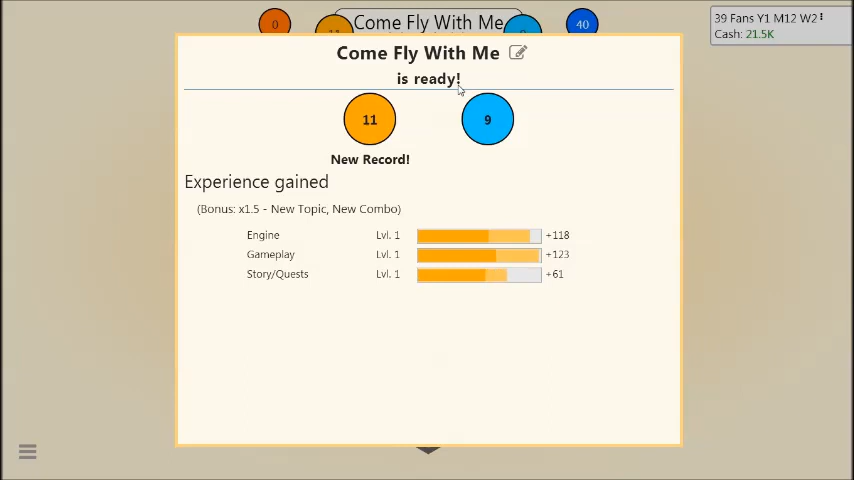 0
Come Fly With Me
40
39 Fans Y1 M12 W2
Cash: 21.5K
Come Fly With Me
is ready!
11
9
New Record!
Experience gained
(Bonus: x1.5 - New Topic, New Combo)
Engine Lvl. 1 +118
Gameplay Lvl. 1 +123
Story/Quests Lvl. 1 +61